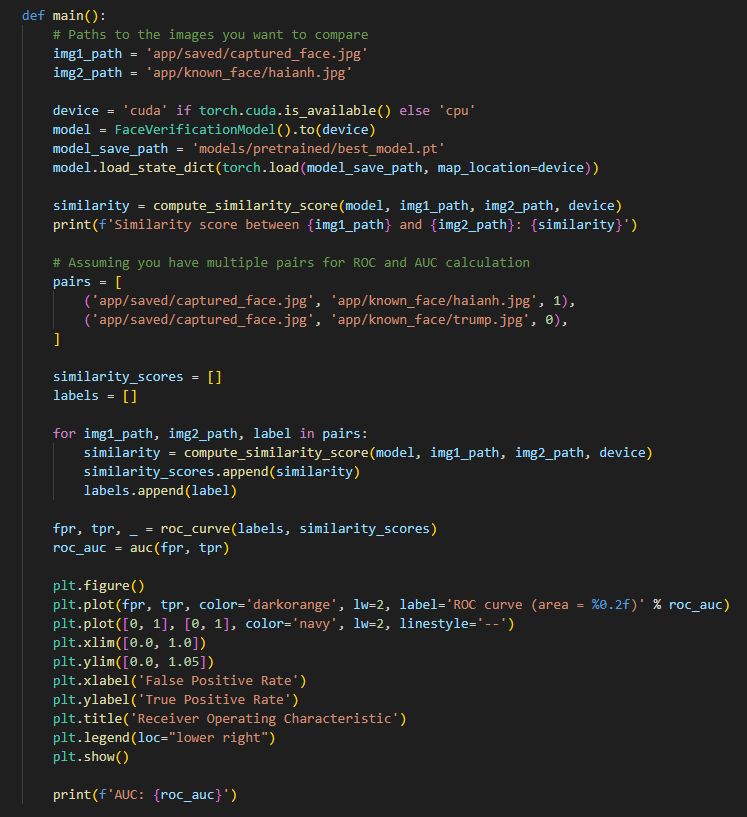 def main():
    # Paths to the images you want to compare
    img1_path = 'app/saved/captured_face.jpg'
    img2_path = 'app/known_face/haianh.jpg'

    device = 'cuda' if torch.cuda.is_available() else 'cpu'
    model = FaceVerificationModel().to(device)
    model_save_path = 'models/pretrained/best_model.pt'
    model.load_state_dict(torch.load(model_save_path, map_location=device))

    similarity = compute_similarity_score(model, img1_path, img2_path, device)
    print(f'Similarity score between {img1_path} and {img2_path}: {similarity}')

    # Assuming you have multiple pairs for ROC and AUC calculation
    pairs = [
        ('app/saved/captured_face.jpg', 'app/known_face/haianh.jpg', 1),
        ('app/saved/captured_face.jpg', 'app/known_face/trump.jpg', 0),
    ]

    similarity_scores = []
    labels = []

    for img1_path, img2_path, label in pairs:
        similarity = compute_similarity_score(model, img1_path, img2_path, device)
        similarity_scores.append(similarity)
        labels.append(label)

    fpr, tpr, _ = roc_curve(labels, similarity_scores)
    roc_auc = auc(fpr, tpr)

    plt.figure()
    plt.plot(fpr, tpr, color='darkorange', lw=2, label='ROC curve (area = %0.2f)' % roc_auc)
    plt.plot([0, 1], [0, 1], color='navy', lw=2, linestyle='--')
    plt.xlim([0.0, 1.0])
    plt.ylim([0.0, 1.05])
    plt.xlabel('False Positive Rate')
    plt.ylabel('True Positive Rate')
    plt.title('Receiver Operating Characteristic')
    plt.legend(loc="lower right")
    plt.show()

    print(f'AUC: {roc_auc}')